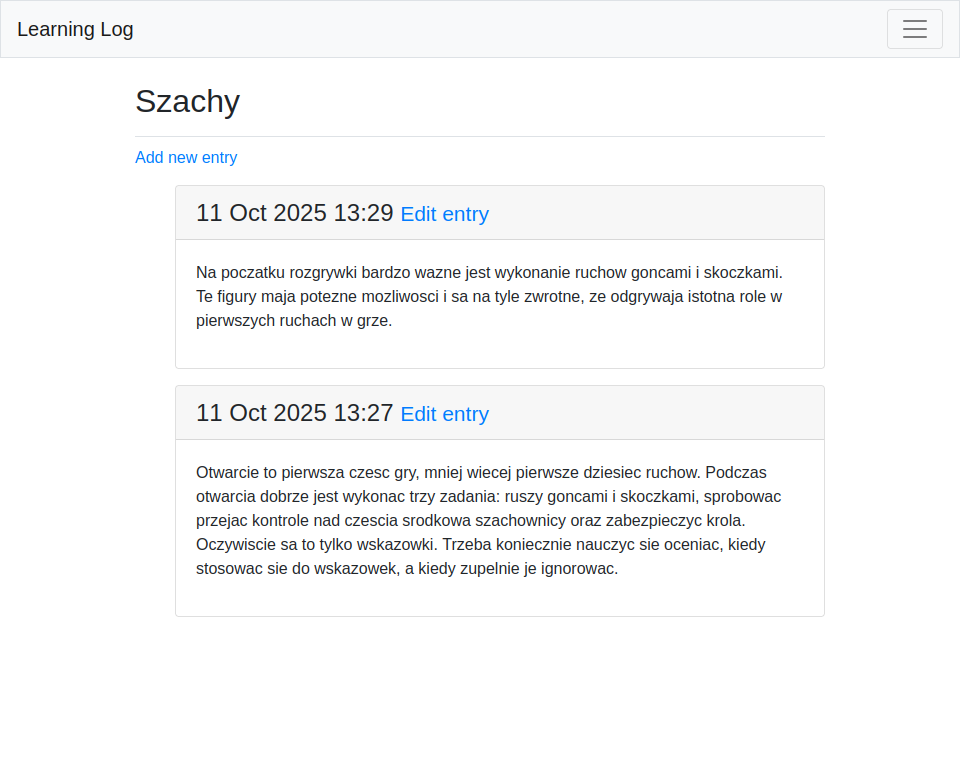 Learning Log
Szachy
Add new entry
11 Oct 2025 13:29 Edit entry
Na poczatku rozgrywki bardzo wazne jest wykonanie ruchow goncami i skoczkami.
Te figury maja potezne mozliwosci i sa na tyle zwrotne, ze odgrywaja istotna role w
pierwszych ruchach w grze.
11 Oct 2025 13:27 Edit entry
Otwarcie to pierwsza czesc gry, mniej wiecej pierwsze dziesiec ruchow. Podczas
otwarcia dobrze jest wykonac trzy zadania: ruszy goncami i skoczkami, sprobowac
przejac kontrole nad czescia srodkowa szachownicy oraz zabezpieczyc krola.
Oczywiscie sa to tylko wskazowki. Trzeba koniecznie nauczyc sie oceniac, kiedy
stosowac sie do wskazowek, a kiedy zupelnie je ignorowac.